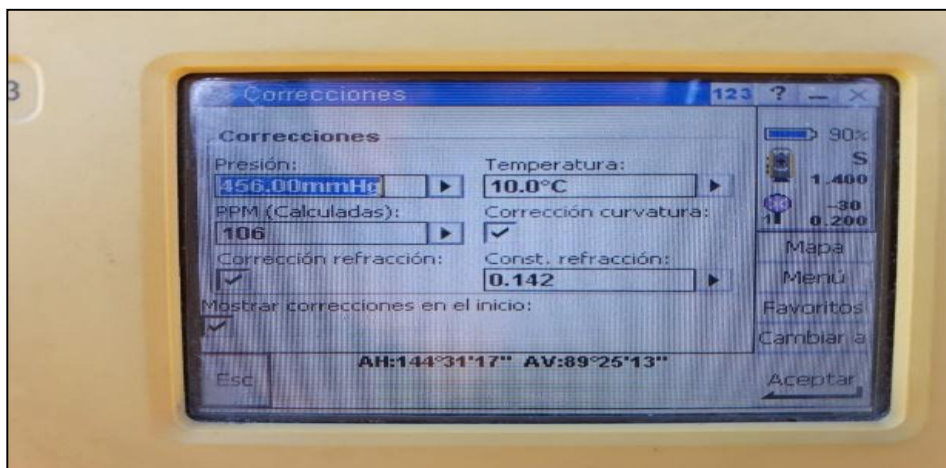 3
Correcciones 123 ?
Correcciones
90%
Presión: Temperatura:
S
456.00mmHg 10.0°C
1.400
PPM (Calculadas): Corrección curvatura:
-30
106
1 0.200
Corrección refracción: Const. refracción:
Mapa
0.142
Menú
Mostrar correcciones en el inicio:
Favoritos
Cambiar a
AH:144°31'17" AV:89°25'13"
Esc Aceptar